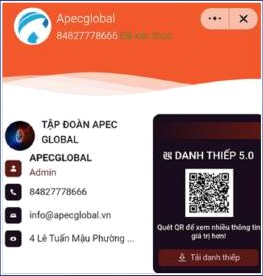 Apecglobal
84827778666 Đã xác thực
TẬP ĐOÀN APEC
GLOBAL
APECGLOBAL
Admin
84827778666
info@apecglobal.vn
4 Lê Tuấn Mậu Phường ...
DANH THIẾP 5.0
Quét QR để xem nhiều thông tin
giá trị hơn!
Tải danh thiếp